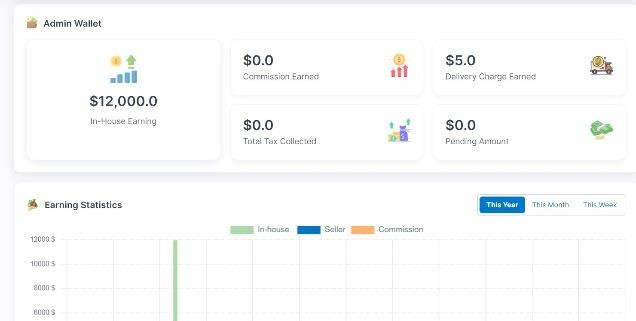 Admin Wallet
$12,000.0
In-House Earning
$0.0
Commission Earned
$5.0
Delivery Charge Earned
$0.0
Total Tax Collected
$0.0
Pending Amount
Earning Statistics
This Year This Month This Week
In-house Seller Commission
12000 $
10000 $
8000 $
6000 $